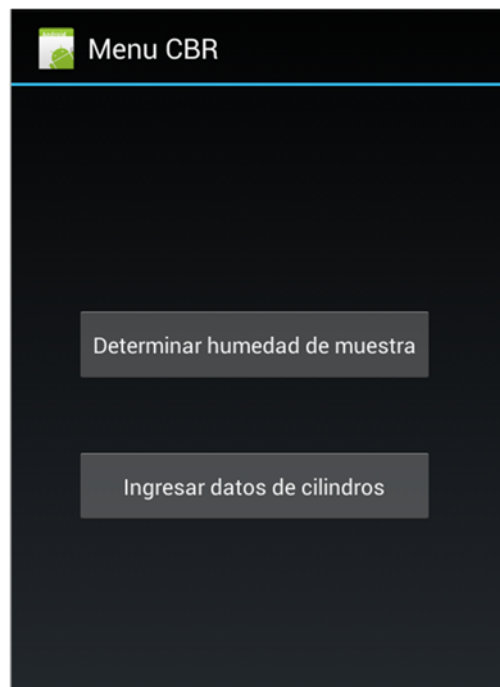 Menu CBR
Determinar humedad de muestra
Ingresar datos de cilindros